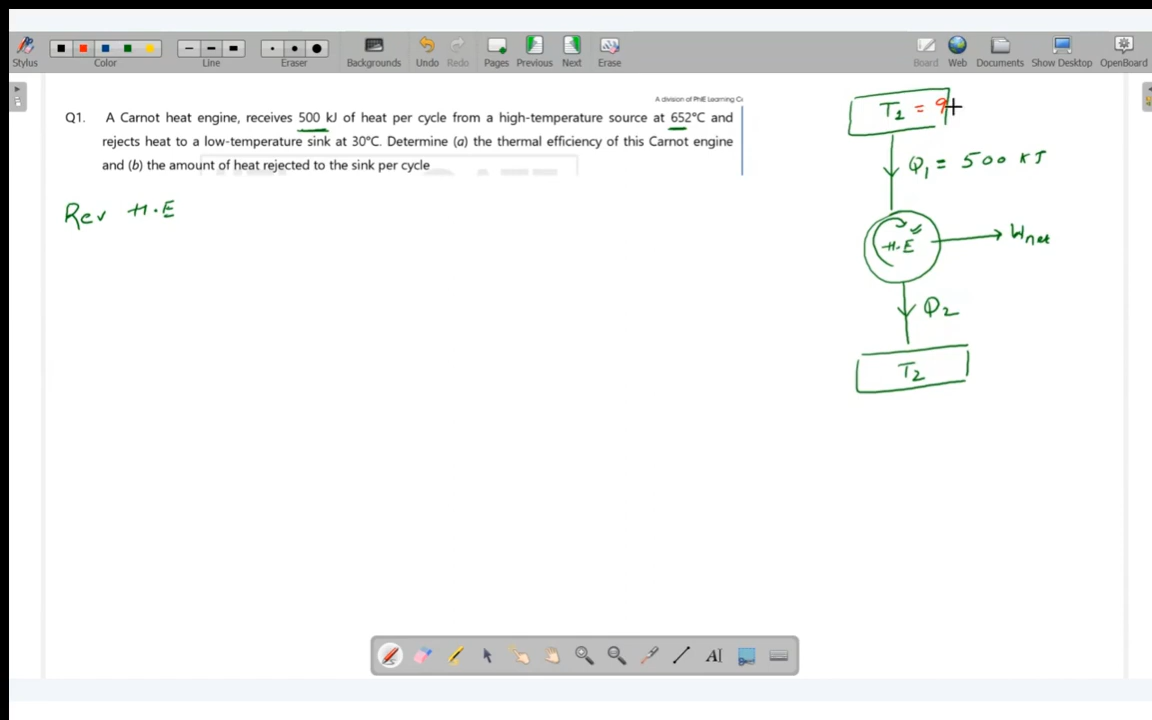 Stylus
Color
Line
Eraser
Backgrounds
Undo Redo
Pages Previous Next
Erase
Board Web Documents Show Desktop OpenBoard
A division of PhIE Learning Ce
Q1. A Carnot heat engine, receives 500 kJ of heat per cycle from a high-temperature source at 652°C and
rejects heat to a low-temperature sink at 30°C. Determine (a) the thermal efficiency of this Carnot engine
and (b) the amount of heat rejected to the sink per cycle
Rev H.E
T1 = 9
Q1 = 500 KJ
H.E
Wnet
Q2
T2
AI